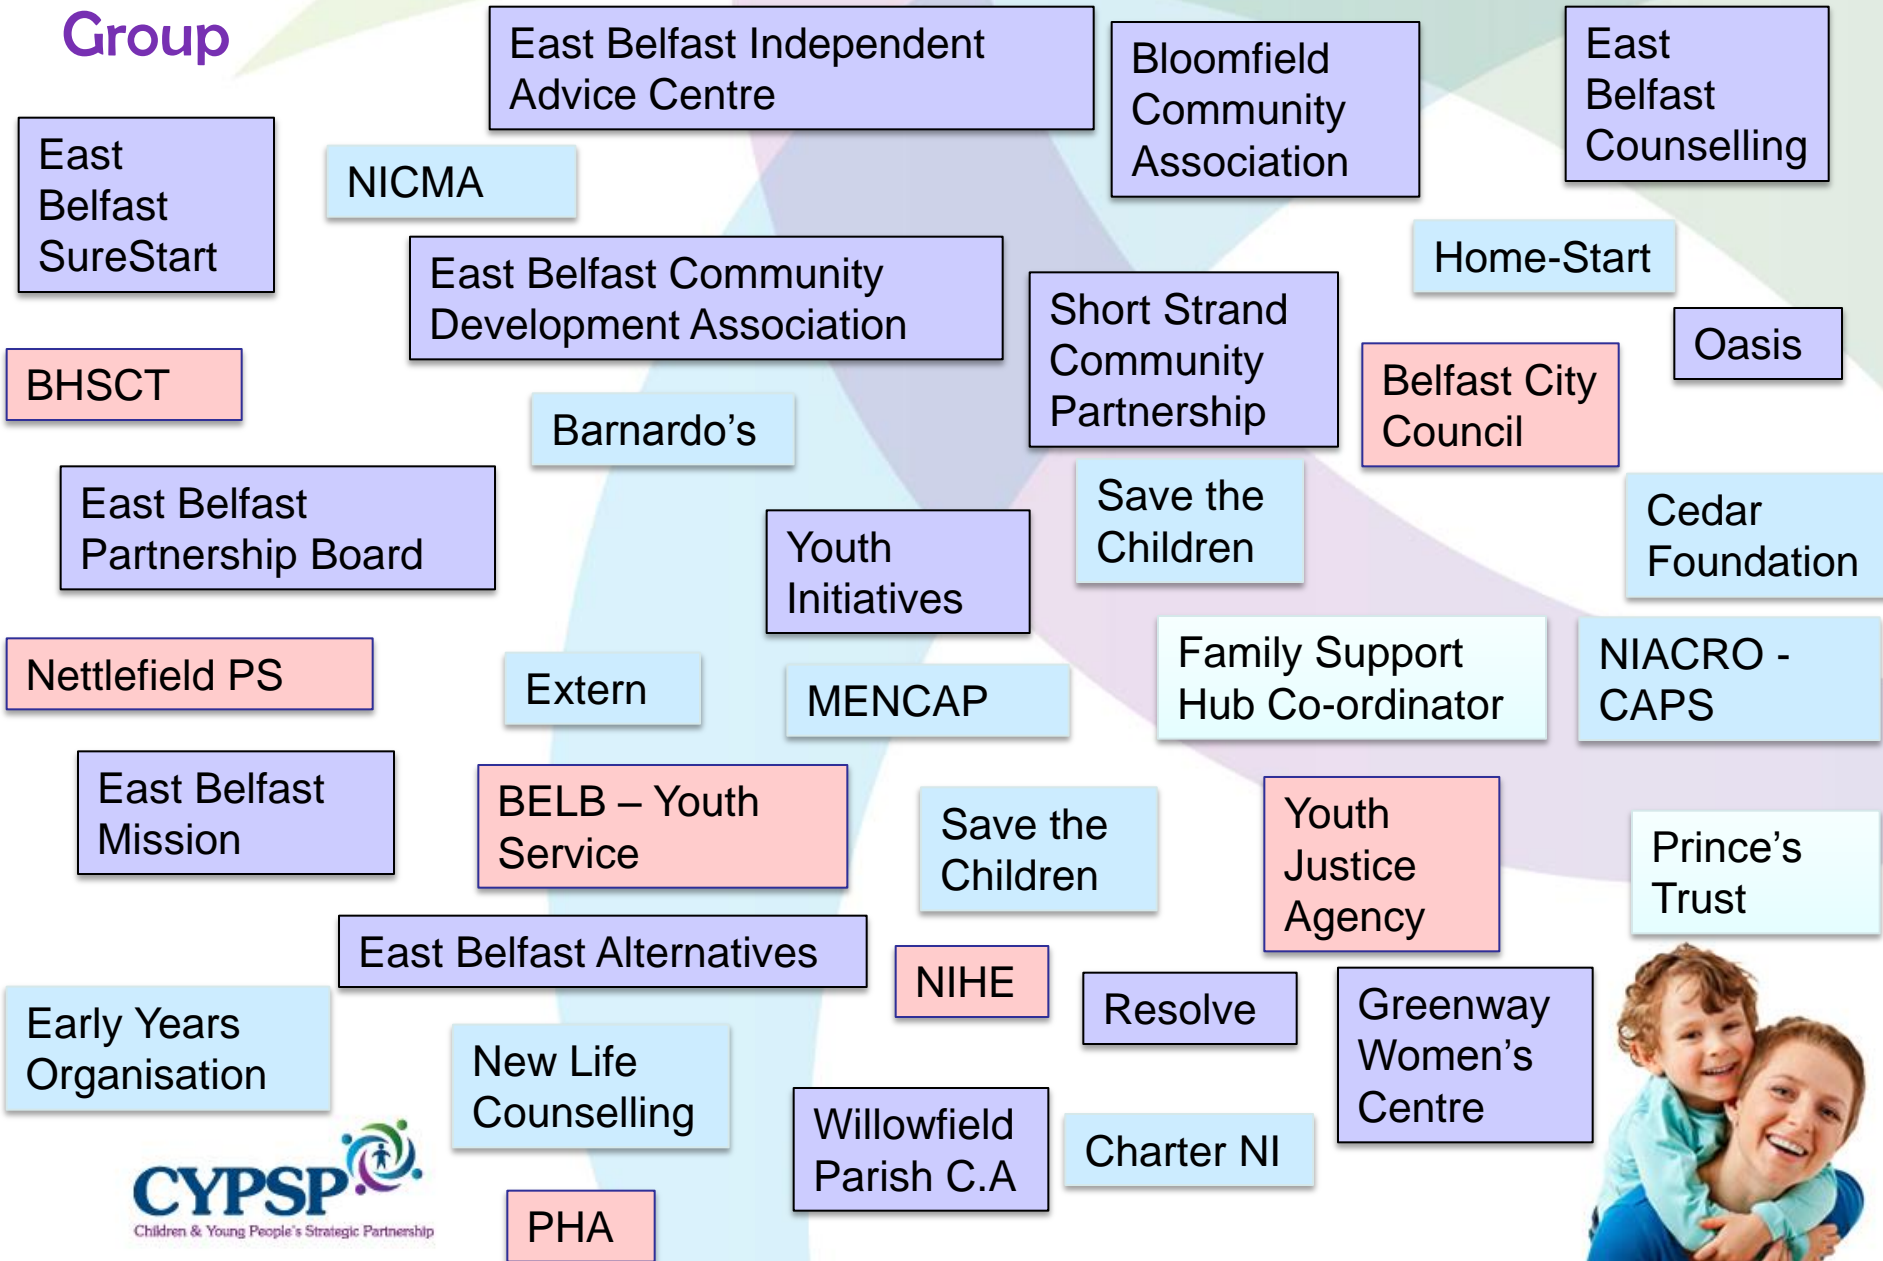 Group
East Belfast Independent
Advice Centre
Bloomfield
Community
Association
East
Belfast
Counselling
East
Belfast
SureStart
NICMA
East Belfast Community
Development Association
Home-Start
Short Strand
Community
Partnership
Oasis
BHSCT
Belfast City
Council
Barnardo’s
East Belfast
Partnership Board
Youth
Initiatives
Save the
Children
Cedar
Foundation
Nettlefield PS
Extern
MENCAP
Family Support
Hub Co-ordinator
NIACRO -
CAPS
East Belfast
Mission
BELB – Youth
Service
Save the
Children
Youth
Justice
Agency
Prince’s
Trust
East Belfast Alternatives
NIHE
Resolve
Greenway
Women’s
Centre
Early Years
Organisation
New Life
Counselling
Willowfield
Parish C.A
Charter NI
CYPSP
Children & Young People's Strategic Partnership
PHA